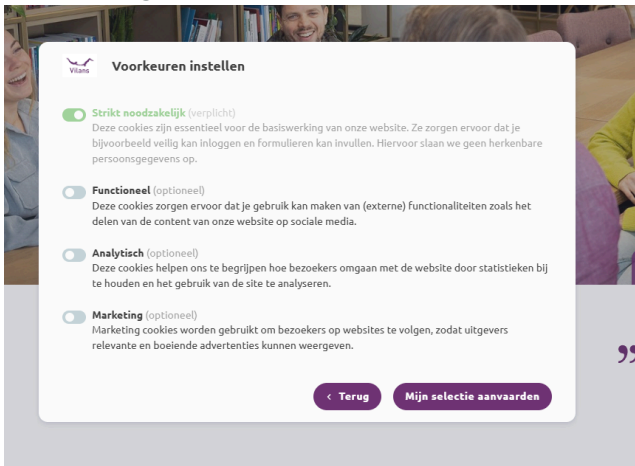 Vilans
Voorkeuren instellen
Strikt noodzakelijk (verplicht)
Deze cookies zijn essentieel voor de basiswerking van onze website. Ze zorgen ervoor dat je
bijvoorbeeld veilig kan inloggen en formulieren kan invullen. Hiervoor slaan we geen herkenbare
persoonsgegevens op.
Functioneel (optioneel)
Deze cookies zorgen ervoor dat je gebruik kan maken van (externe) functionaliteiten zoals het
delen van de content van onze website op sociale media.
Analytisch (optioneel)
Deze cookies helpen ons te begrijpen hoe bezoekers omgaan met de website door statistieken bij
te houden en het gebruik van de site te analyseren.
Marketing (optioneel)
Marketing cookies worden gebruikt om bezoekers op websites te volgen, zodat uitgevers
relevante en boeiende advertenties kunnen weergeven.
‹ Terug
Mijn selectie aanvaarden
”